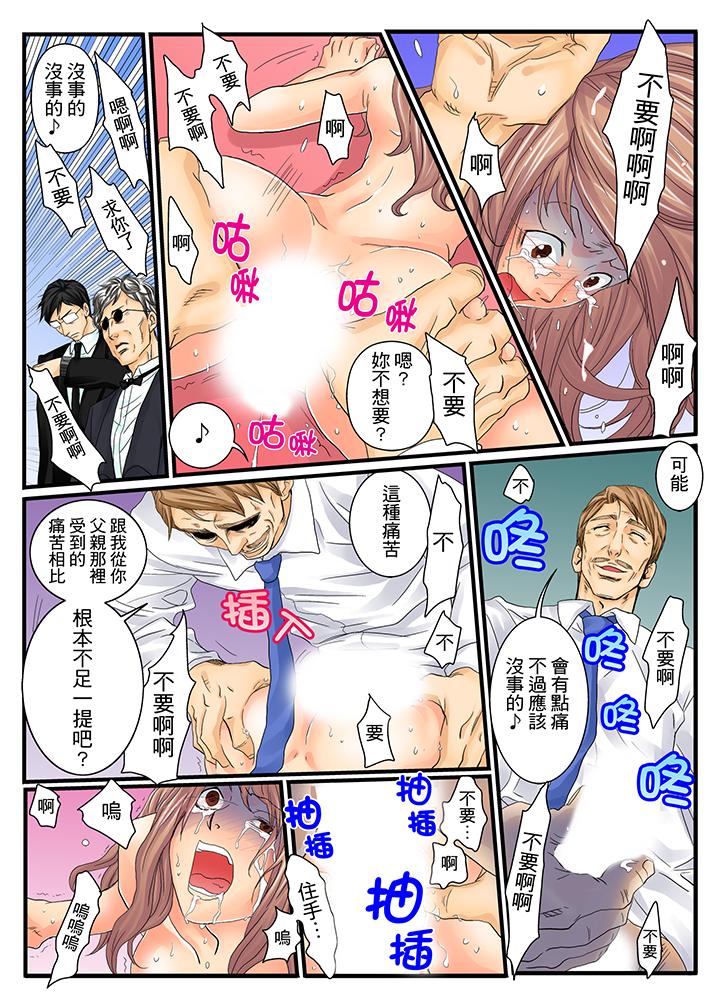 不要啊啊啊
啊
啊啊
不要
不要啊
啊
啊
咕
啾
咕
啾
咕
啾
嗯？
妳不想要？
不要
♪
沒事的
沒事的♪
嗯啊啊
不要
求你了
不要啊啊
可能
不
咚
不要啊
會有點痛
不過應該
沒事的♪
咚
咚
咚
不要啊
不要
這種痛苦
不
不
插入
要
跟我從你
父親那裡
受到的
痛苦相比
根本不足一提吧？
不要啊啊
不要…
啊
抽插
抽插
抽插
住手…
嗚
啊
嗚
嗚嗚嗚